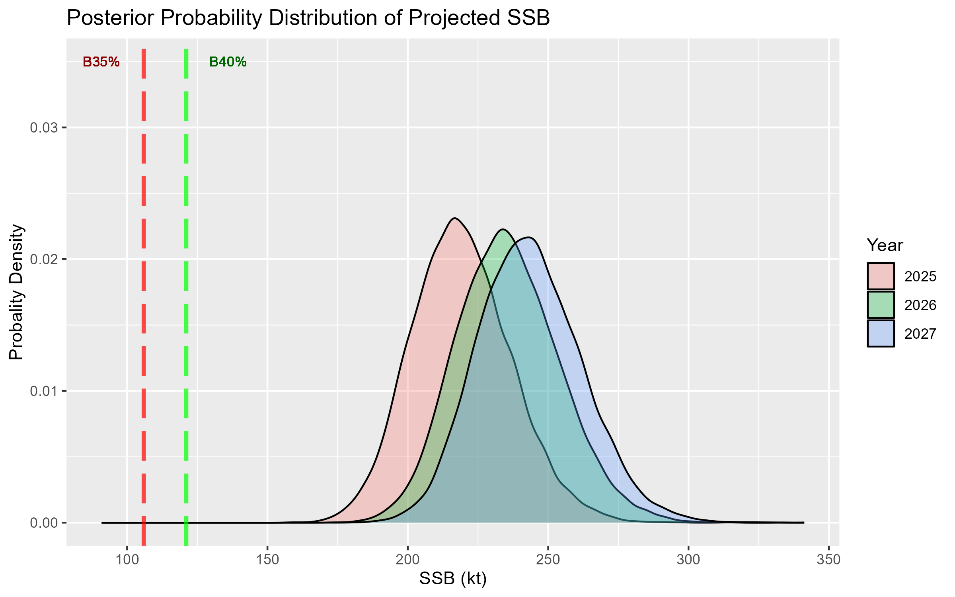 Posterior Probability Distribution of Projected SSB
B35%
B40%
Probality Density
0.03
0.02
0.01
0.00
100 150 200 250 300 350
SSB (kt)
Year
2025
2026
2027